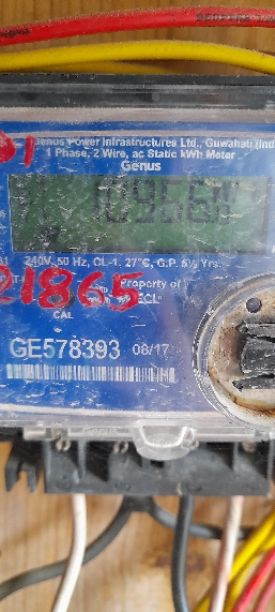 Genus Power Infrastructures Ltd., Guwahati (Ind
1 Phase, 2 Wire, ac Static kWh Meter
Genus
240V, 50 Hz, CL-1. 27°C, G.P. 5½ Yrs.
21865
Property of
CAL
GE578393 08/17